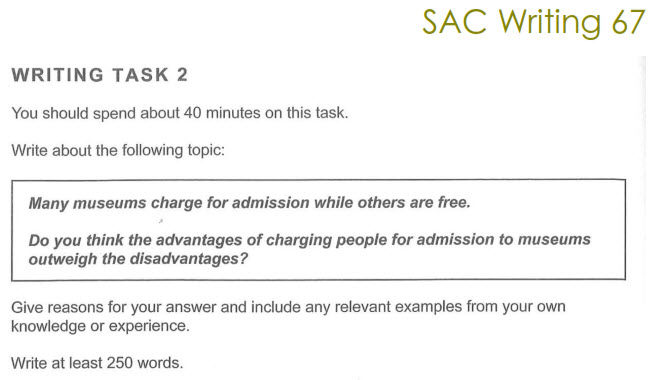 SAC Writing 67
WRITING TASK 2
You should spend about 40 minutes on this task.
Write about the following topic:
Many museums charge for admission while others are free.
Do you think the advantages of charging people for admission to museums
outweigh the disadvantages?
Give reasons for your answer and include any relevant examples from your own
knowledge or experience.
Write at least 250 words.